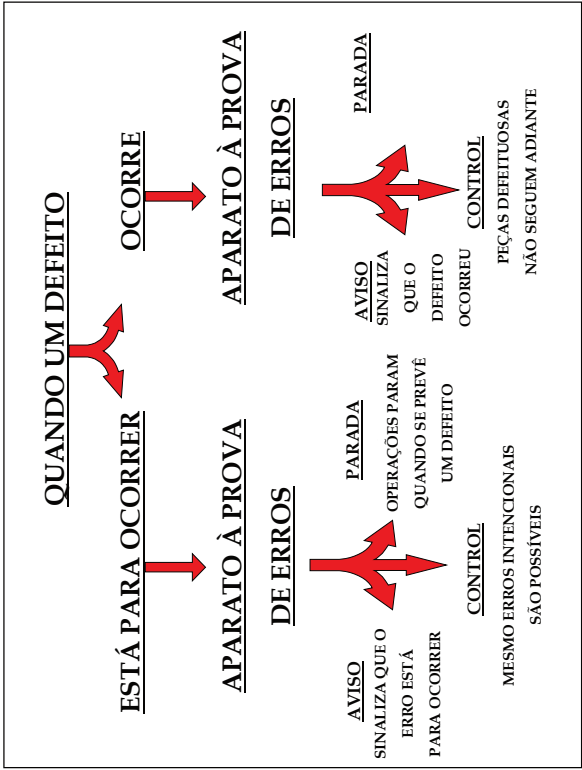 QUANDO UM DEFEITO
ESTÁ PARA OCORRER
OCORRE
APARATO À PROVA
DE ERROS
APARATO À PROVA
DE ERROS
AVISO
SINALIZA QUE O
ERRO ESTÁ
PARA OCORRER
PARADA
OPERAÇÕES PARAM
QUANDO SE PREVÊ
UM DEFEITO
CONTROL
MESMO ERROS INTENCIONAIS
SÃO POSSÍVEIS
AVISO
SINALIZA
QUE O
DEFEITO
OCORREU
PARADA
CONTROL
PEÇAS DEFEITUOSAS
NÃO SEGUEM ADIANTE